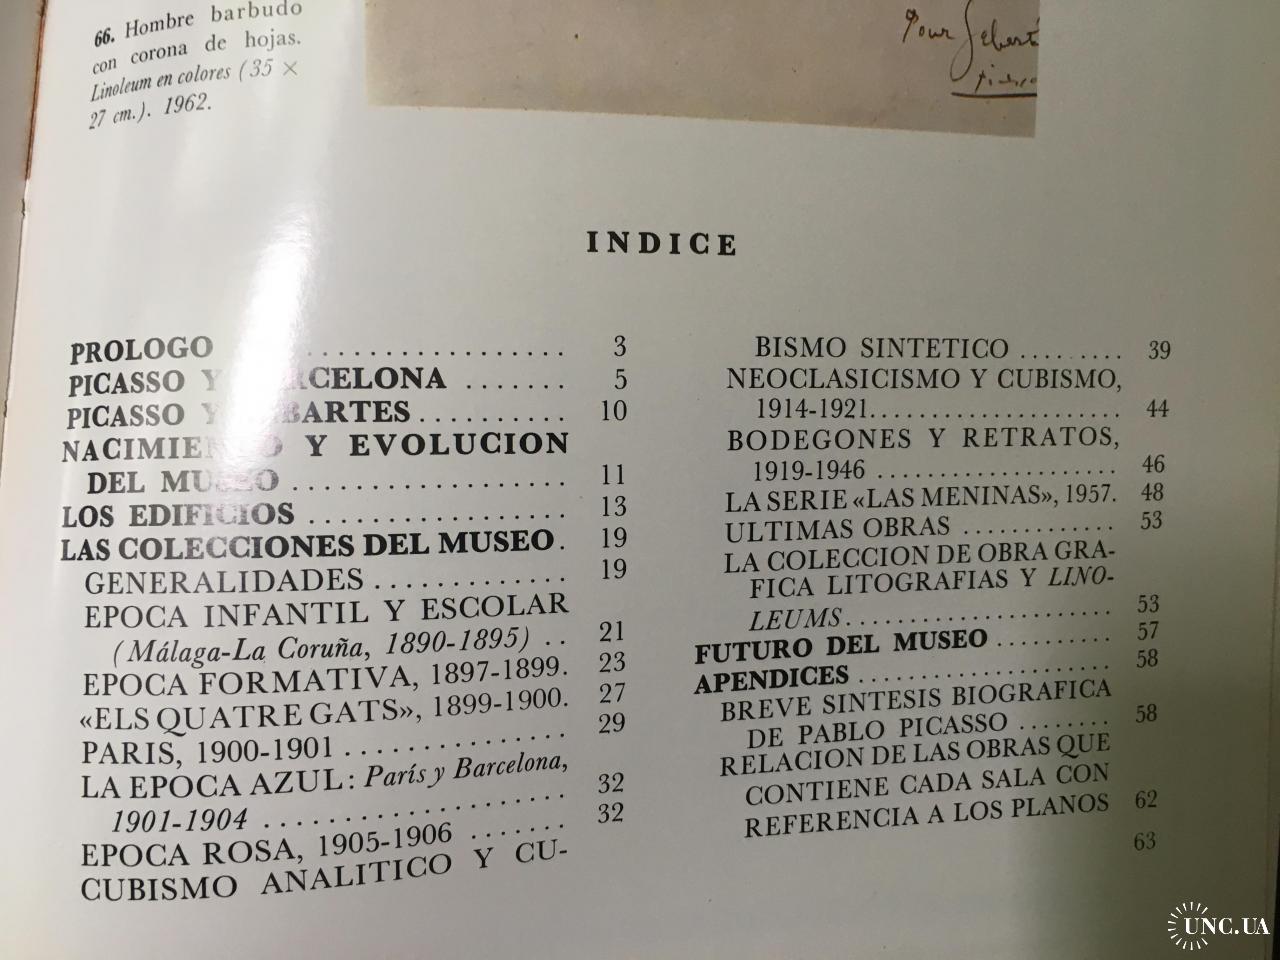 66. Hombre barbudo
con corona de hojas.
Linoleum en colores (35 ×
27 cm.). 1962.
Pour
INDICE
PROLOGO .................. 3
PICASSO Y BARCELONA ....... 5
PICASSO Y SABARTES.......... 10
NACIMIENTO Y EVOLUCION
DEL MUSEO .................. 11
LOS EDIFICIOS ................. 13
LAS COLECCIONES DEL MUSEO. 19
GENERALIDADES ............. 19
EPOCA INFANTIL Y ESCOLAR
(Málaga-La Coruña, 1890-1895) .. 21
EPOCA FORMATIVA, 1897-1899. 23
«ELS QUATRE GATS», 1899-1900. 27
PARIS, 1900-1901 ............... 29
LA EPOCA AZUL: París y Barcelona,
1901-1904 .................... 32
EPOCA ROSA, 1905-1906 ....... 32
CUBISMO ANALITICO Y CU-
BISMO SINTETICO ......... 39
NEOCLASICISMO Y CUBISMO,
1914-1921...................... 44
BODEGONES Y RETRATOS,
1919-1946 ................... 46
LA SERIE «LAS MENINAS», 1957. 48
ULTIMAS OBRAS ............ 53
LA COLECCION DE OBRA GRA-
FICA LITOGRAFIAS Y LINO-
LEUMS..................... 53
FUTURO DEL MUSEO .......... 57
APENDICES .................... 58
BREVE SINTESIS BIOGRAFICA
DE PABLO PICASSO ........ 58
RELACION DE LAS OBRAS QUE
CONTIENE CADA SALA CON
REFERENCIA A LOS PLANOS 62
63
UNC.UA